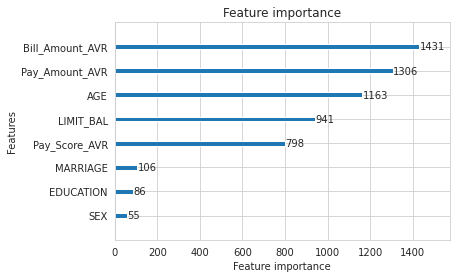 Feature importance
Bill_Amount_AVR 1431
Pay_Amount_AVR 1306
AGE 1163
LIMIT_BAL 941
Pay_Score_AVR 798
MARRIAGE 106
EDUCATION 86
SEX 55
Features
0 200 400 600 800 1000 1200 1400
Feature importance